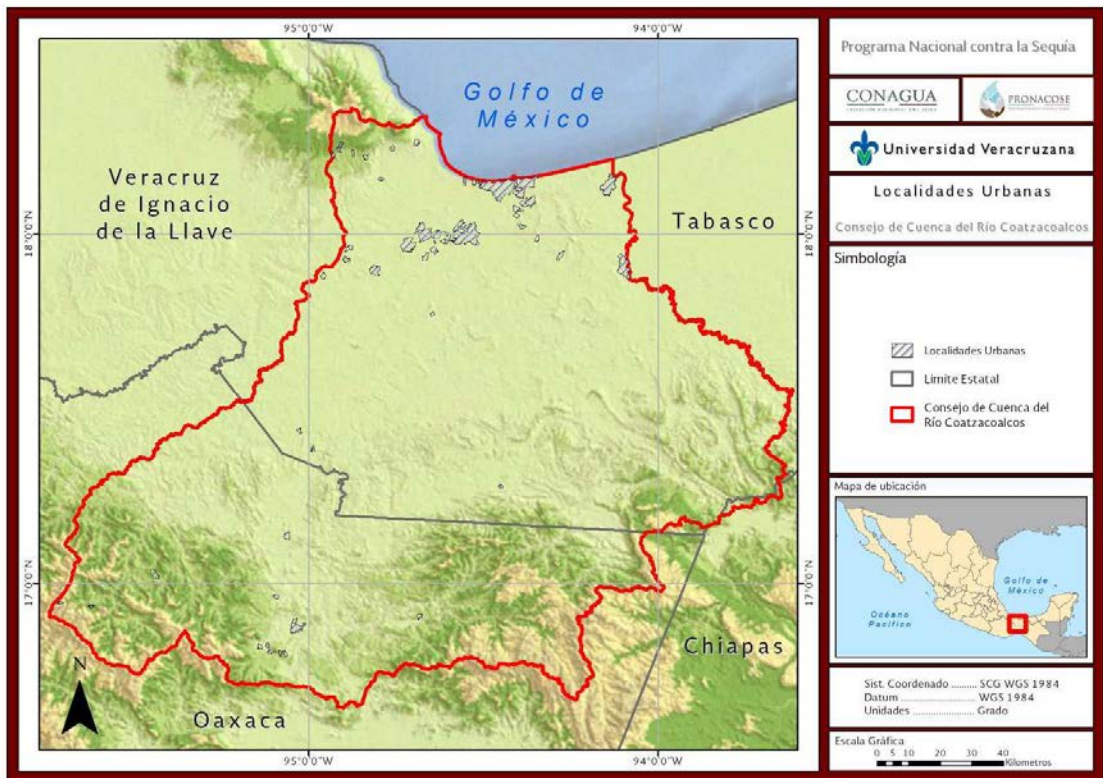 95°0'0"W
94°0'0"W
Golfo de
México
Veracruz
de Ignacio
de la Llave
Tabasco
18°0'0"N
18°0'0"N
17°0'0"N
17°0'0"N
Chiapas
N
Oaxaca
95°0'0"W
94°0'0"W
Programa Nacional contra la Sequía
CONAGUA
PRONACOSE
Universidad Veracruzana
Localidades Urbanas
Consejo de Cuenca del Río Coatzacoalcos
Simbología
Localidades Urbanas
Limite Estatal
Consejo de Cuenca del
Río Coatzacoalcos
Mapa de ubicación
Golfo de
México
Océano
Pacífico
Sist. Coordenado ......... SCG WGS 1984
Datum .................... WGS 1984
Unidades ................. Grado
Escala Gráfica
0 5 10 20 30 40
Kilometros